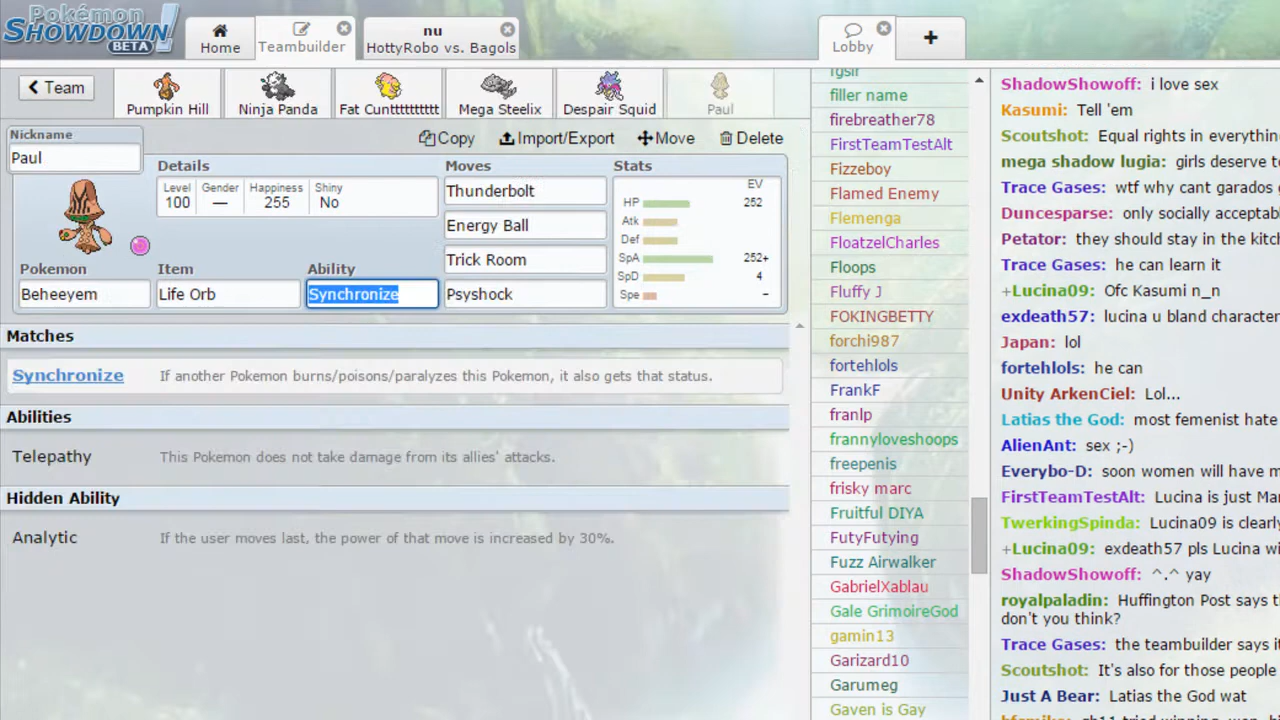 Pokémon
SHOWDOWN!
BETA
Home
Teambuilder
nu
HottyRobo vs. Bagols
Lobby
Team
Pumpkin Hill
Ninja Panda
Fat Cuntttttttttt
Mega Steelix
Despair Squid
Paul
Nickname
Paul
Copy
Import/Export
Move
Delete
Details
Level
100
Gender
—
Happiness
255
Shiny
No
Moves
Thunderbolt
Energy Ball
Trick Room
Psyshock
Stats
EV
HP 252
Atk
Def
SpA 252+
SpD 4
Spe –
Pokemon
Beheeyem
Item
Life Orb
Ability
Synchronize
Matches
Synchronize If another Pokemon burns/poisons/paralyzes this Pokemon, it also gets that status.
Abilities
Telepathy This Pokemon does not take damage from its allies' attacks.
Hidden Ability
Analytic If the user moves last, the power of that move is increased by 30%.
filler name
firebreather78
FirstTeamTestAlt
Fizzeboy
Flamed Enemy
Flemenga
FloatzelCharles
Floops
Fluffy J
FOKINGBETTY
forchi987
fortehlols
FrankF
franlp
frannyloveshoops
freepenis
frisky marc
Fruitful DIYA
FutyFutying
Fuzz Airwalker
GabrielXablau
Gale GrimoireGod
gamin13
Garizard10
Garumeg
Gaven is Gay
ShadowShowoff: i love sex
Kasumi: Tell 'em
Scoutshot: Equal rights in everythin
mega shadow lugia: girls deserve t
Trace Gases: wtf why cant garados
Duncesparse: only socially acceptab
Petator: they should stay in the kitch
Trace Gases: he can learn it
+Lucina09: Ofc Kasumi n_n
exdeath57: lucina u bland character
Japan: lol
fortehlols: he can
Unity ArkenCiel: Lol...
Latias the God: most femenist hate
AlienAnt: sex ;-)
Everybo-D: soon women will have m
FirstTeamTestAlt: Lucina is just Mar
TwerkingSpinda: Lucina09 is clearly
+Lucina09: exdeath57 pls Lucina wi
ShadowShowoff: ^.^ yay
royalpaladin: Huffington Post says t
don't you think?
Trace Gases: the teambuilder says it
Scoutshot: It's also for those people
Just A Bear: Latias the God wat